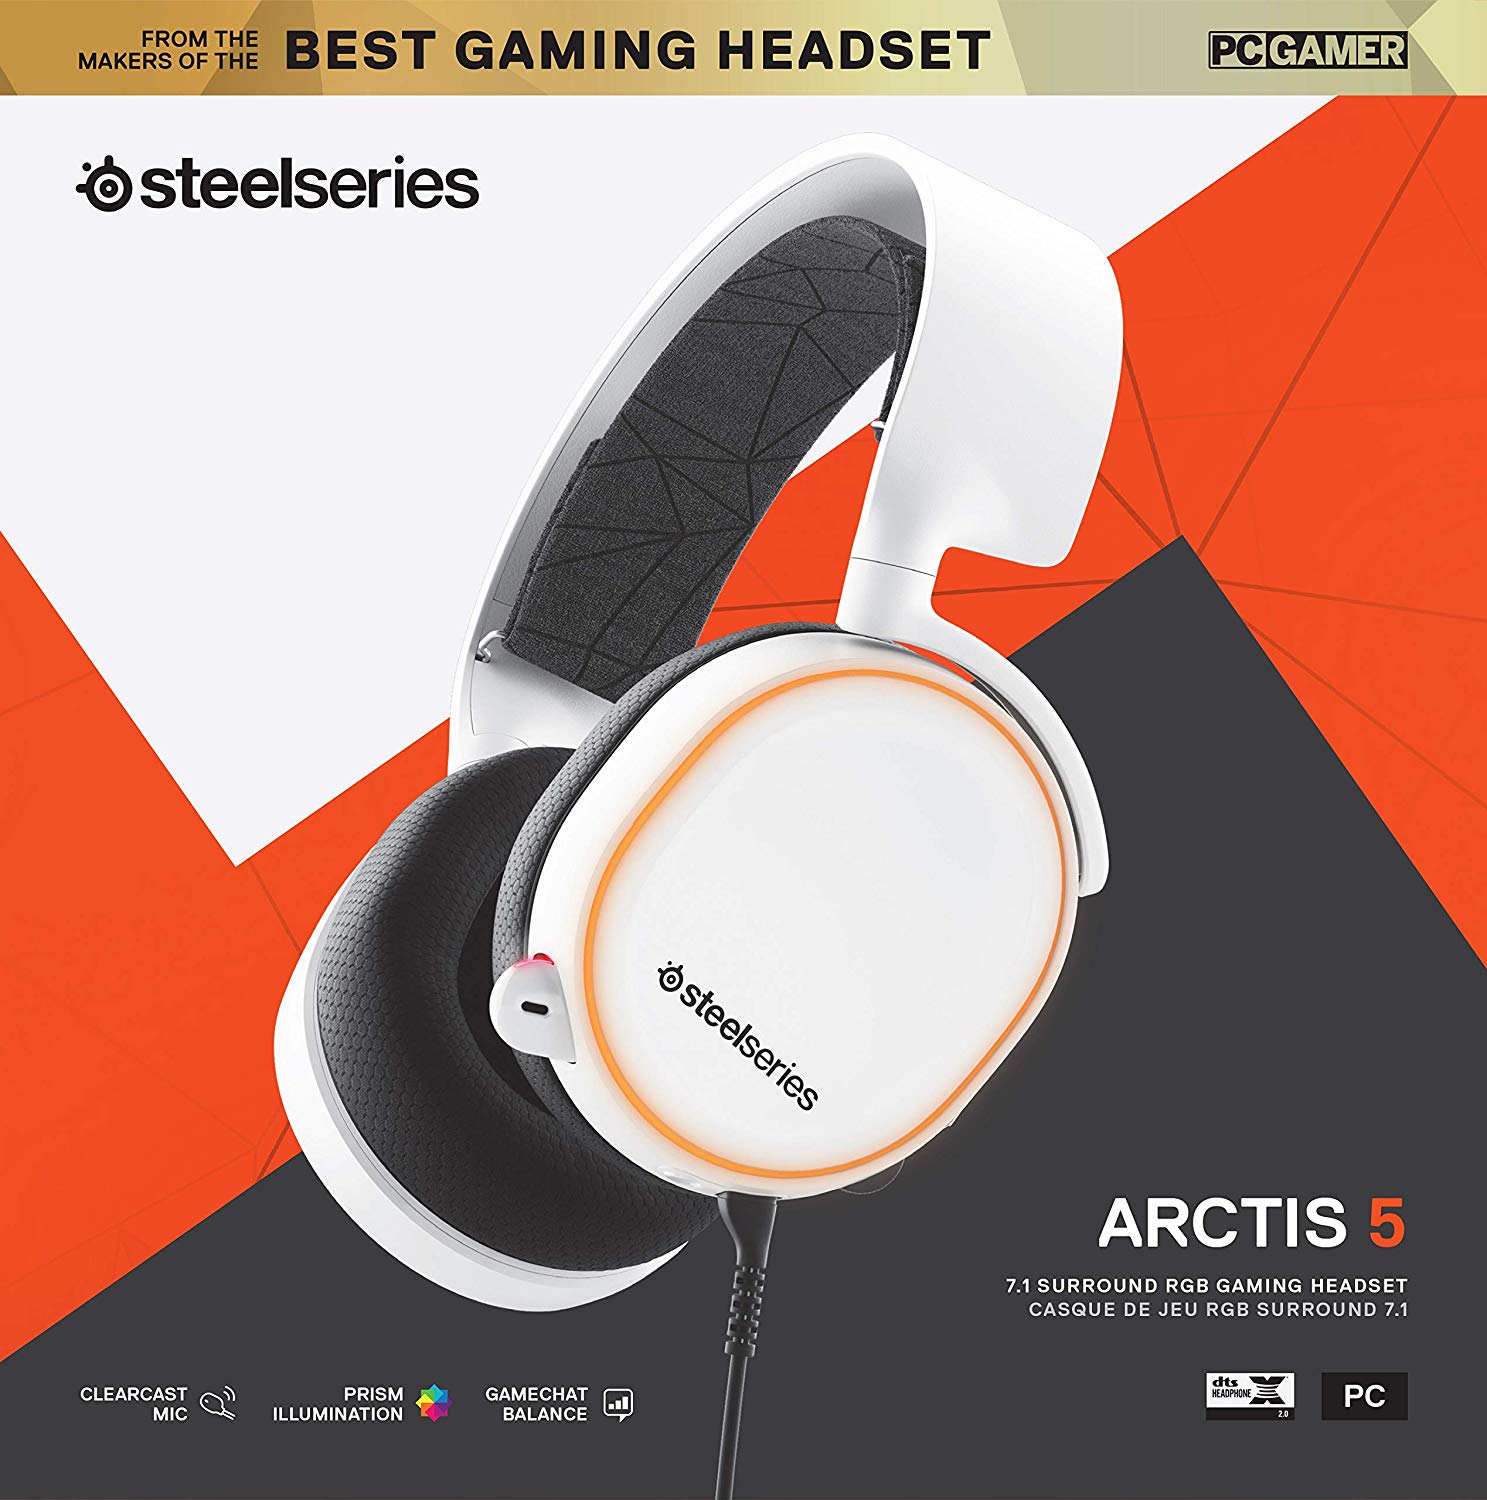 FROM THE
MAKERS OF THE
BEST GAMING HEADSET
PCGAMER
steelseries
steelseries
ARCTIS 5
7.1 SURROUND RGB GAMING HEADSET
CASQUE DE JEU RGB SURROUND 7.1
CLEARCAST
MIC
PRISM
ILLUMINATION
GAMECHAT
BALANCE
dts
HEADPHONE X
2.0
PC